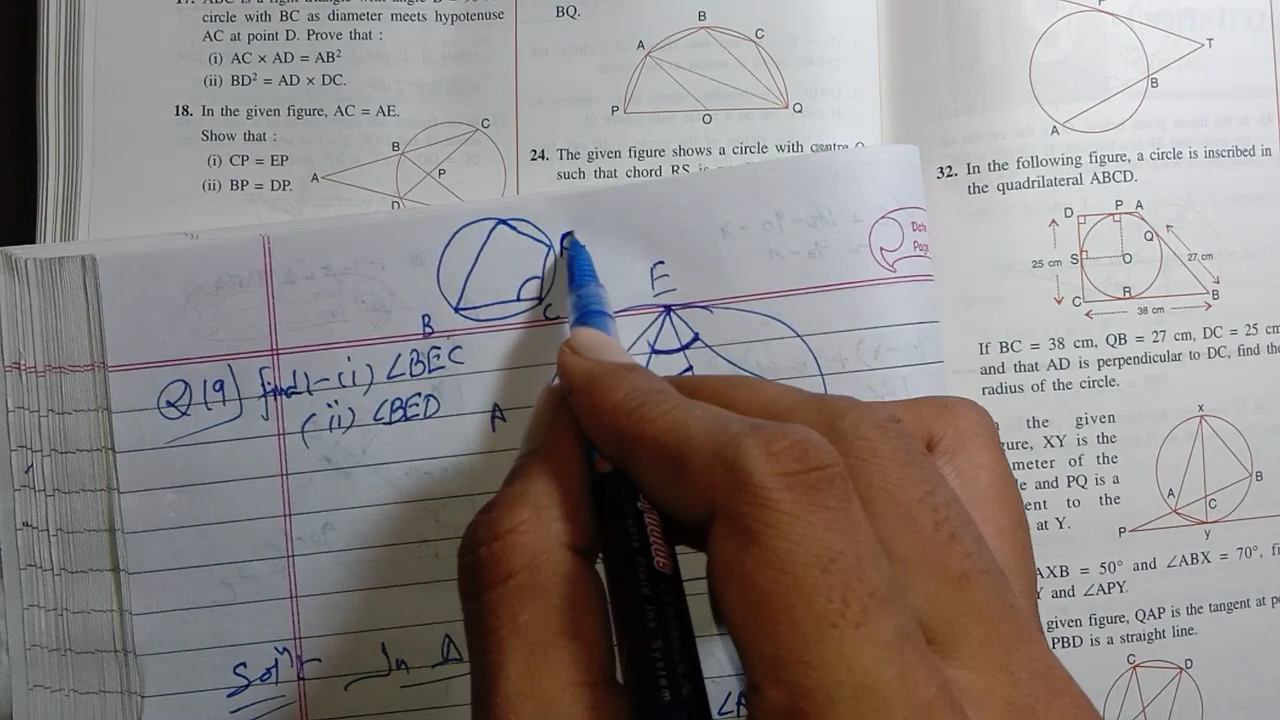 circle with BC as diameter meets hypotenuse
AC at point D. Prove that :
(i) AC × AD = AB²
(ii) BD² = AD × DC.
18. In the given figure, AC = AE.
Show that :
(i) CP = EP
(ii) BP = DP.
A
B
C
P
D
BQ.
A
B
C
P
O
Q
24. The given figure shows a circle with centre O
such that chord RS is
T
B
A
32. In the following figure, a circle is inscribed in
the quadrilateral ABCD.
D
P
A
Q
25 cm
S
O
27 cm
C
R
B
38 cm
If BC = 38 cm, QB = 27 cm, DC = 25 cm
and that AD is perpendicular to DC, find the
radius of the circle.
the given
XY is the
of the
and PQ is a
to the
at Y.
X
A
B
C
P
Y
AXB = 50° and ∠ABX = 70°,
and ∠APY.
given figure, QAP is the tangent at
PBD is a straight line.
C
D
Date
Page
B
C
E
Q19] find:- (i) ∠BEC
(ii) ∠BED
A
Solⁿ:- In Δ